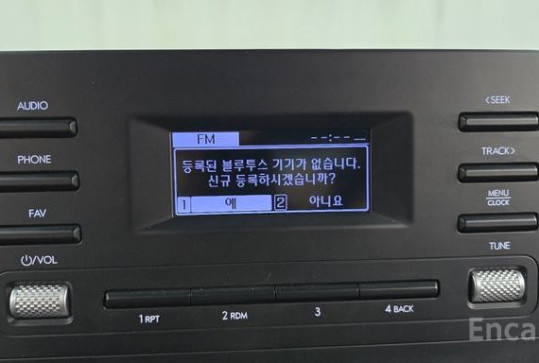 AUDIO
<SEEK
FM
--:--
등록된 블루투스 기기가 없습니다.
신규 등록하시겠습니까?
1 예 2 아니요
PHONE
TRACK>
FAV
MENU
CLOCK
⏻/VOL
TUNE
1 RPT
2 RDM
3
4 BACK
Enca